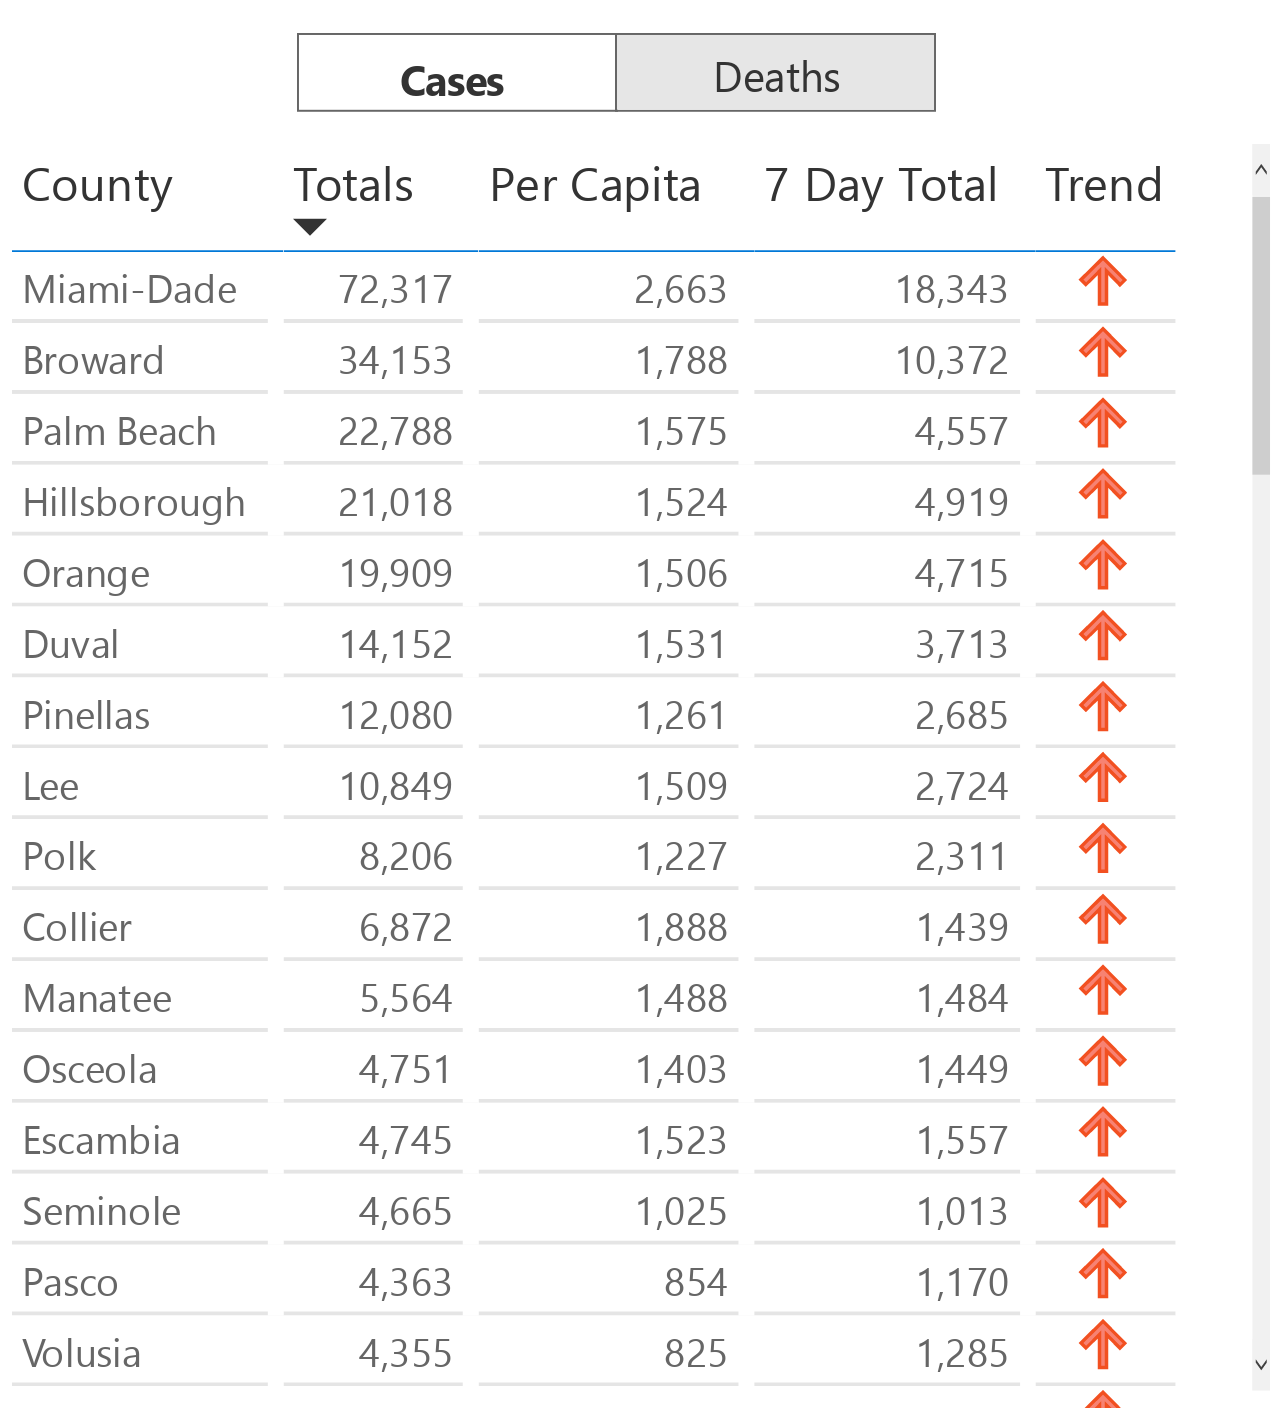 Cases Deaths
County Totals Per Capita 7 Day Total Trend
Miami-Dade 72,317 2,663 18,343
Broward 34,153 1,788 10,372
Palm Beach 22,788 1,575 4,557
Hillsborough 21,018 1,524 4,919
Orange 19,909 1,506 4,715
Duval 14,152 1,531 3,713
Pinellas 12,080 1,261 2,685
Lee 10,849 1,509 2,724
Polk 8,206 1,227 2,311
Collier 6,872 1,888 1,439
Manatee 5,564 1,488 1,484
Osceola 4,751 1,403 1,449
Escambia 4,745 1,523 1,557
Seminole 4,665 1,025 1,013
Pasco 4,363 854 1,170
Volusia 4,355 825 1,285